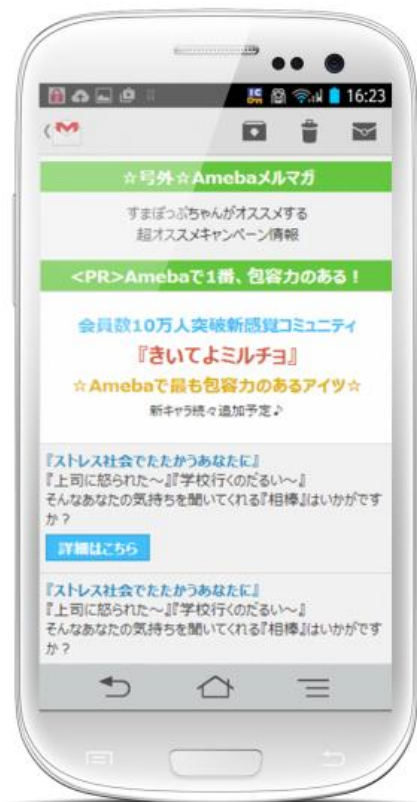 IC
16:23
☆号外☆Amebaメルマガ
すまぽっぷちゃんがオススメする
超オススメキャンペーン情報
<PR>Amebaで1番、包容力のある！
会員数10万人突破新感覚コミュニティ
『きいてよミルチョ』
☆Amebaで最も包容力のあるアイツ☆
新キャラ続々追加予定♪
『ストレス社会でたたかうあなたに』
『上司に怒られた～』『学校行くのだるい～』
そんなあなたの気持ちを聞いてくれる『相棒』はいかがです
か？
詳細はこちら
『ストレス社会でたたかうあなたに』
『上司に怒られた～』『学校行くのだるい～』
そんなあなたの気持ちを聞いてくれる『相棒』はいかがです
か？